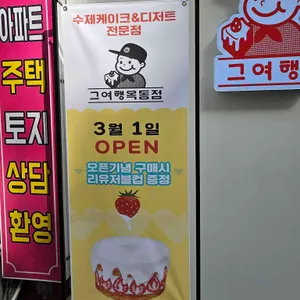 아파트
주택
토지
상담
환영
수제케이크&디저트
전문점
그여행목동점
3월 1일
OPEN
오픈기념 구매시
리유저블컵 증정
그여행